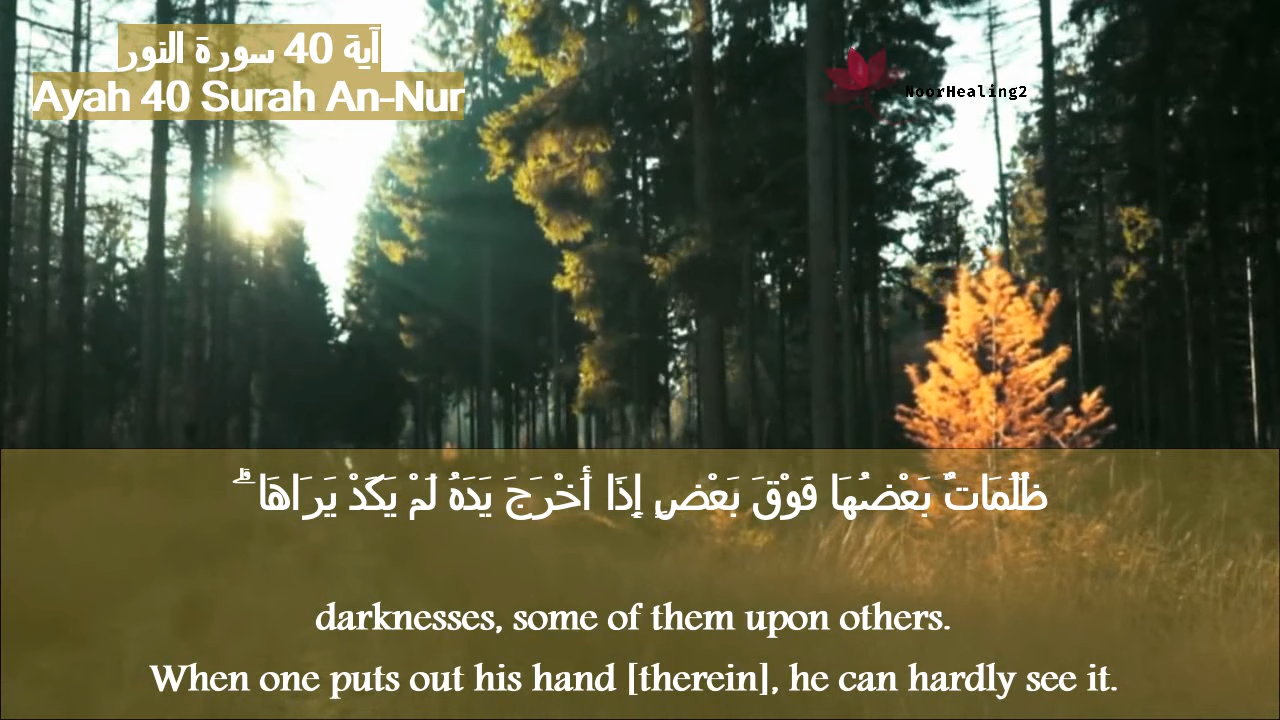 آية 40 سورة النور
Ayah 40 Surah An-Nur
NoorHealing2
ظُلُمَاتٌ بَعْضُهَا فَوْقَ بَعْضٍ إِذَا أَخْرَجَ يَدَهُ لَمْ يَكَدْ يَرَاهَا ۗ
darknesses, some of them upon others.
When one puts out his hand [therein], he can hardly see it.